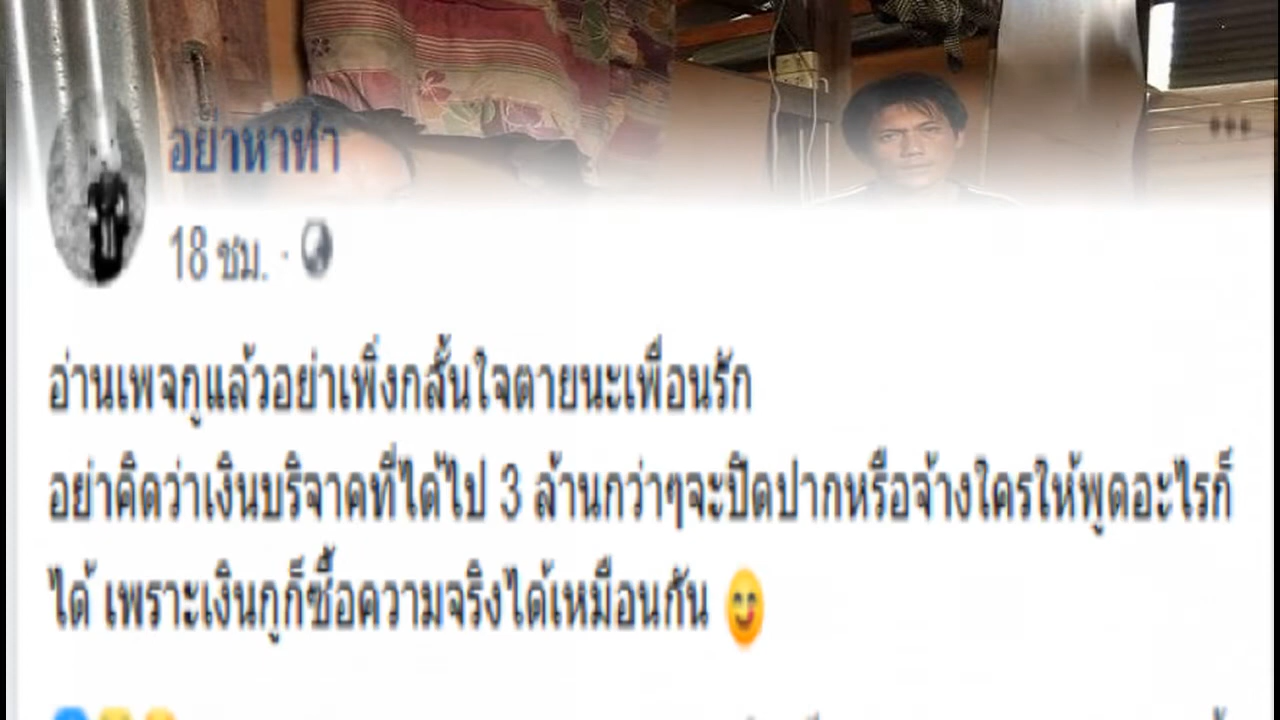 อย่าหาทำ
18 ชม. ·
อ่านเพจกูแล้วอย่าเพิ่งกลั้นใจตายนะเพื่อนรัก
อย่าคิดว่าเงินบริจาคที่ได้ไป 3 ล้านกว่าๆจะปิดปากหรือจ้างใครให้พูดอะไรก็
ได้ เพราะเงินกูก็ซื้อความจริงได้เหมือนกัน 😊